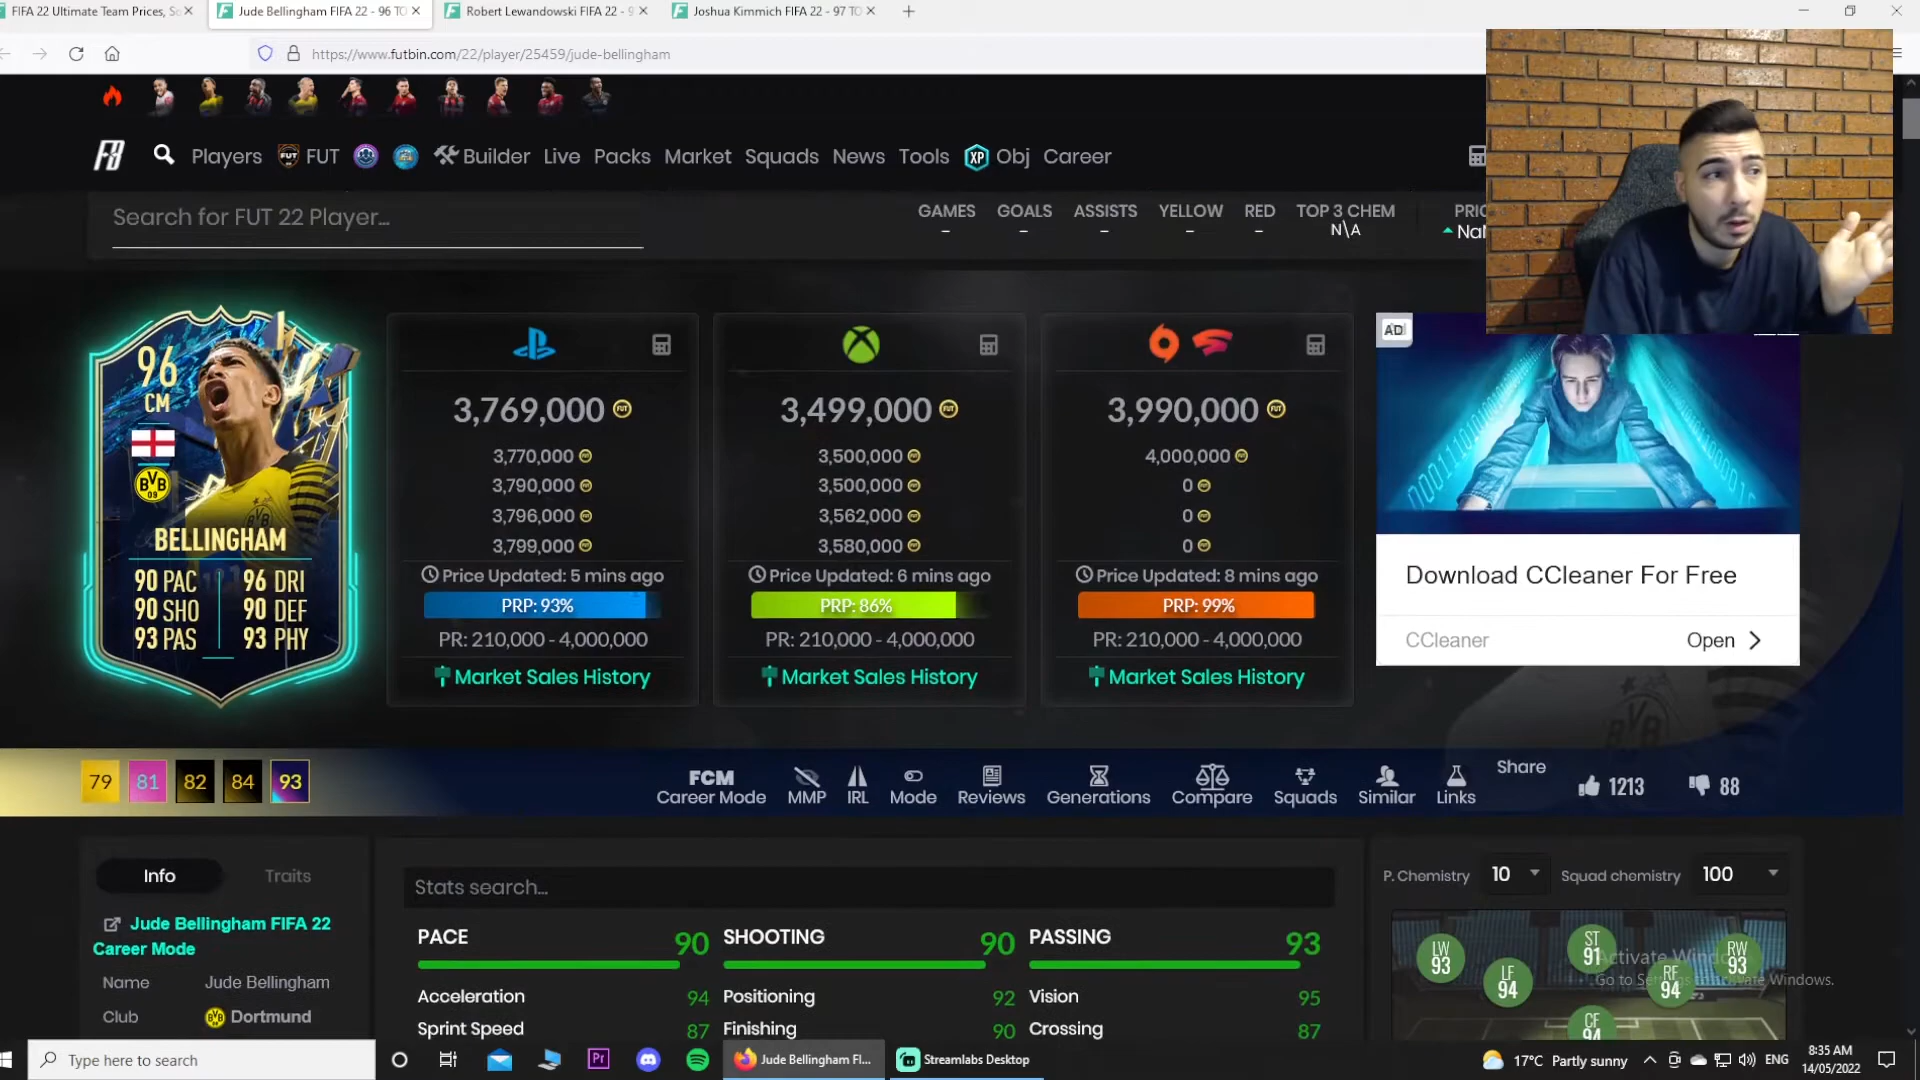 FIFA 22 Ultimate Team Prices, S
Jude Bellingham FIFA 22 - 96 TO
Robert Lewandowski FIFA 22 - 9
Joshua Kimmich FIFA 22 - 97 TO
https://www.futbin.com/22/player/25459/jude-bellingham
Players FUT Builder Live Packs Market Squads News Tools XP Obj Career
Search for FUT 22 Player...
GAMES GOALS ASSISTS YELLOW RED TOP 3 CHEM
- - - - - N\A
96
CM
BVB 09
BELLINGHAM
90 PAC 96 DRI
90 SHO 90 DEF
93 PAS 93 PHY
3,769,000
3,770,000
3,790,000
3,796,000
3,799,000
Price Updated: 5 mins ago
PRP: 93%
PR: 210,000 - 4,000,000
Market Sales History
3,499,000
3,500,000
3,500,000
3,562,000
3,580,000
Price Updated: 6 mins ago
PRP: 86%
PR: 210,000 - 4,000,000
Market Sales History
3,990,000
4,000,000
0
0
0
Price Updated: 8 mins ago
PRP: 99%
PR: 210,000 - 4,000,000
Market Sales History
AD
Download CCleaner For Free
CCleaner Open
79 81 82 84 93
FCM
Career Mode MMP IRL Mode Reviews Generations Compare Squads Similar Links
Share
1213 88
Info Traits
Jude Bellingham FIFA 22
Career Mode
Name Jude Bellingham
Club Dortmund
Stats search...
PACE 90 SHOOTING 90 PASSING 93
Acceleration 94 Positioning 92 Vision 95
Sprint Speed 87 Finishing 90 Crossing 87
P. Chemistry 10 Squad chemistry 100
LW 93
LF 94
ST 91
RF 94
RW 93
CF 94
Type here to search
Jude Bellingham FI...
Streamlabs Desktop
17°C Partly sunny
ENG
8:35 AM
14/05/2022